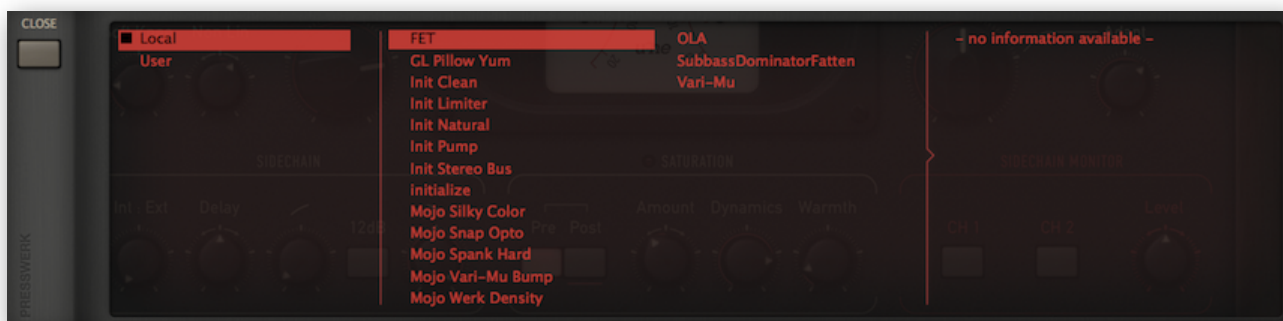 CLOSE
Local
User
FET
GL Pillow Yum
Init Clean
Init Limiter
Init Natural
Init Pump
Init Stereo Bus
initialize
Mojo Silky Color
Mojo Snap Opto
Mojo Spank Hard
Mojo Vari-Mu Bump
Mojo Werk Density
OLA
SubbassDominatorFatten
Vari-Mu
- no information available -
SIDECHAIN
SATURATION
SIDECHAIN MONITOR
Int Ext
Delay
12dB
Pre Post
Amount Dynamics Warmth
CH 1
CH 2
Level
PRESSWERK